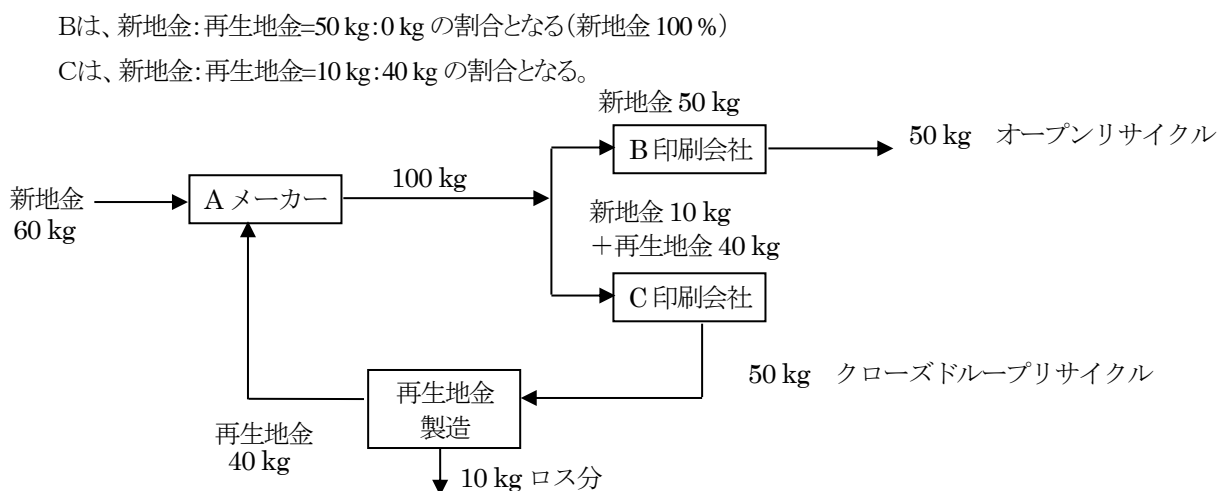 Bは、新地金:再生地金=50 kg:0 kg の割合となる(新地金 100 %)
Cは、新地金:再生地金=10 kg:40 kg の割合となる。
新地金 50 kg
B 印刷会社
50 kg オープンリサイクル
新地金
60 kg
A メーカー
100 kg
新地金 10 kg
+再生地金 40 kg
C 印刷会社
50 kg クローズドループリサイクル
再生地金
製造
再生地金
40 kg
10 kg ロス分